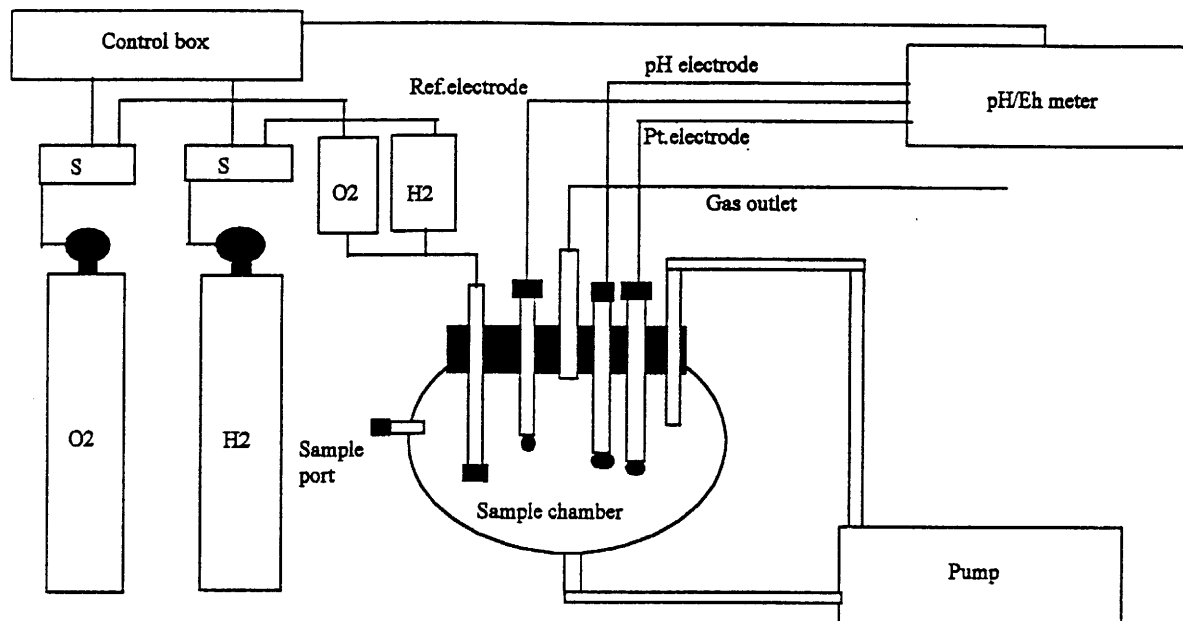 Control box
pH electrode
Ref.electrode
pH/Eh meter
Pt.electrode
S
S
O2
H2
Gas outlet
O2
H2
Sample
port
Sample chamber
Pump